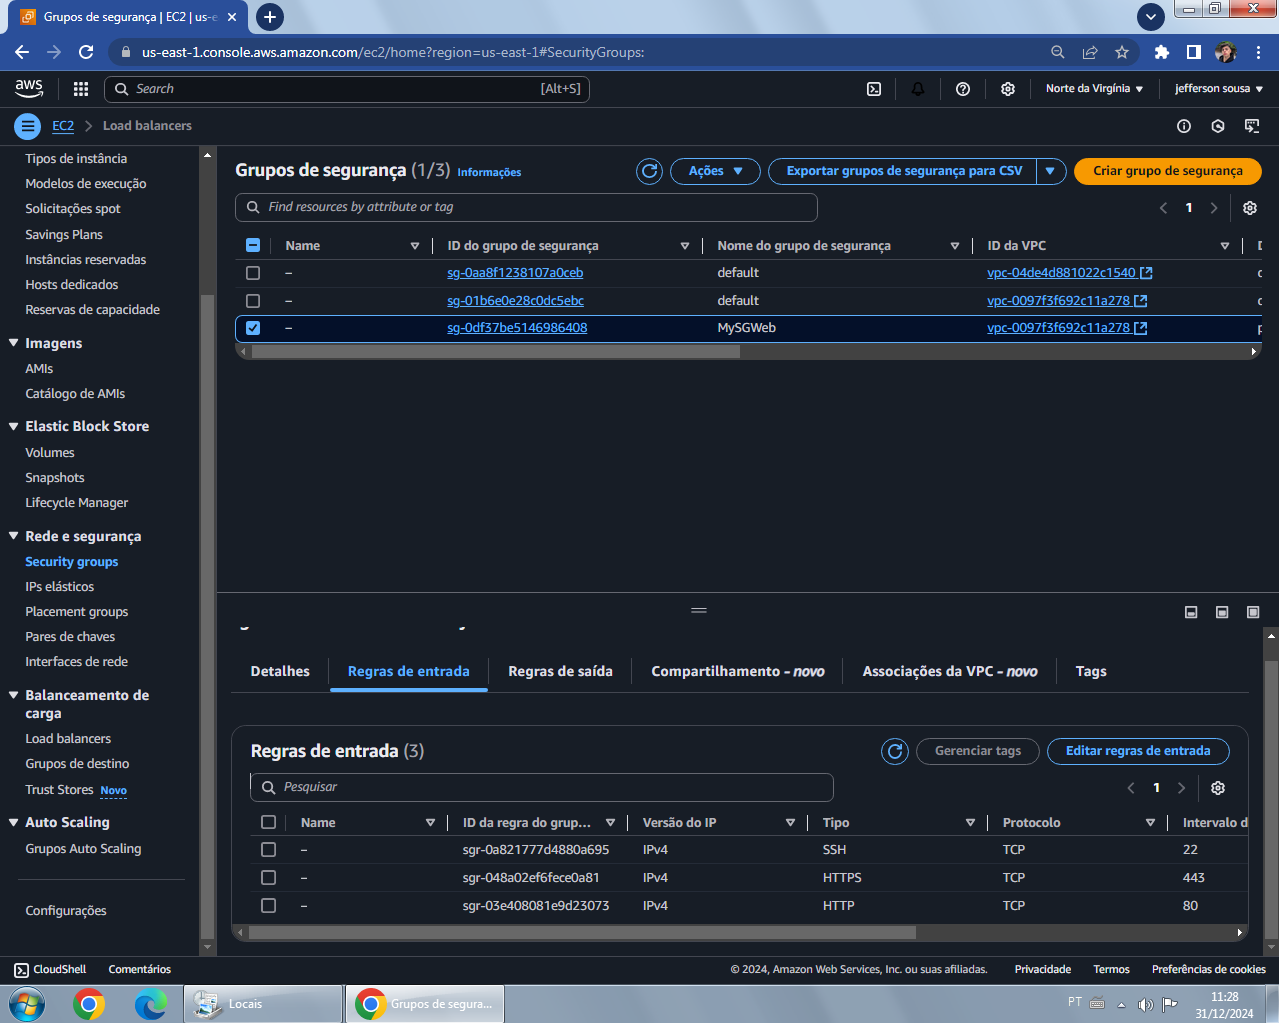 Grupos de segurança | EC2 | us-e
us-east-1.console.aws.amazon.com/ec2/home?region=us-east-1#SecurityGroups:
aws
Search
[Alt+S]
Norte da Virgínia
jefferson sousa
EC2
Load balancers
Tipos de instância
Modelos de execução
Solicitações spot
Savings Plans
Instâncias reservadas
Hosts dedicados
Reservas de capacidade
Imagens
AMIs
Catálogo de AMIs
Elastic Block Store
Volumes
Snapshots
Lifecycle Manager
Rede e segurança
Security groups
IPs elásticos
Placement groups
Pares de chaves
Interfaces de rede
Balanceamento de
carga
Load balancers
Grupos de destino
Trust Stores Novo
Auto Scaling
Grupos Auto Scaling
Configurações
Grupos de segurança (1/3) Informações
Ações
Exportar grupos de segurança para CSV
Criar grupo de segurança
Find resources by attribute or tag
1
Name ID do grupo de segurança Nome do grupo de segurança ID da VPC D
– sg-0aa8f1238107a0ceb default vpc-04de4d881022c1540
– sg-01b6e0e28c0dc5ebc default vpc-0097f3f692c11a278
– sg-0df37be5146986408 MySGWeb vpc-0097f3f692c11a278
Detalhes Regras de entrada Regras de saída Compartilhamento - novo Associações da VPC - novo Tags
Regras de entrada (3)
Gerenciar tags
Editar regras de entrada
Pesquisar
1
Name ID da regra do grup... Versão do IP Tipo Protocolo Intervalo d
– sgr-0a821777d4880a695 IPv4 SSH TCP 22
– sgr-048a02ef6fece0a81 IPv4 HTTPS TCP 443
– sgr-03e408081e9d23073 IPv4 HTTP TCP 80
CloudShell Comentários © 2024, Amazon Web Services, Inc. ou suas afiliadas. Privacidade Termos Preferências de cookies
Locais
Grupos de segura...
PT
11:28
31/12/2024